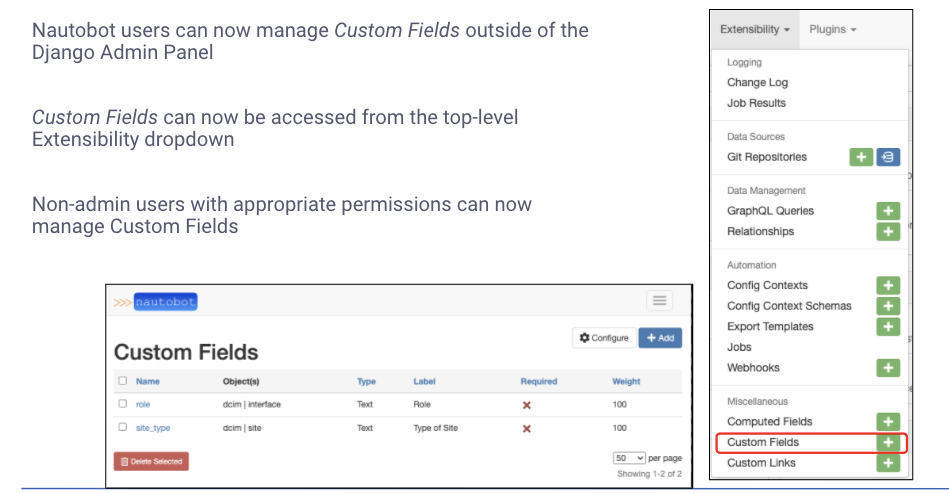 Nautobot users can now manage Custom Fields outside of the
Django Admin Panel
Custom Fields can now be accessed from the top-level
Extensibility dropdown
Non-admin users with appropriate permissions can now
manage Custom Fields
>>> nautobot
Configure
+ Add
Custom Fields
Name Object(s) Type Label Required Weight
role dcim | interface Text Role 100
site_type dcim | site Text Type of Site 100
Delete Selected
50 per page
Showing 1-2 of 2
Extensibility Plugins
Logging
Change Log
Job Results
Data Sources
Git Repositories
Data Management
GraphQL Queries
Relationships
Automation
Config Contexts
Config Context Schemas
Export Templates
Jobs
Webhooks
Miscellaneous
Computed Fields
Custom Fields
Custom Links